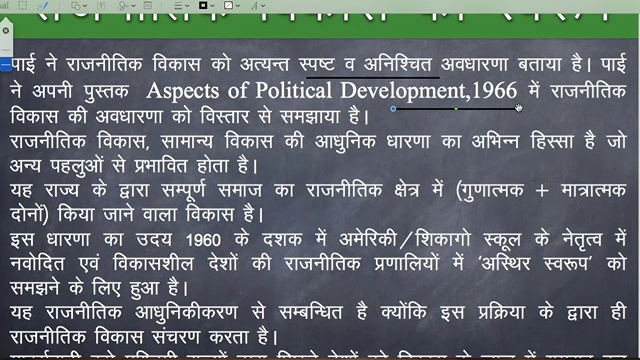 राजनीतिक विकास का स्वरूप
पाई ने राजनीतिक विकास को अत्यन्त स्पष्ट व अनिश्चित अवधारणा बताया है। पाई
ने अपनी पुस्तक Aspects of Political Development,1966 में राजनीतिक
विकास की अवधारणा को विस्तार से समझाया है।
राजनीतिक विकास, सामान्य विकास की आधुनिक धारणा का अभिन्न हिस्सा है जो
अन्य पहलुओं से प्रभावित होता है।
यह राज्य के द्वारा सम्पूर्ण समाज का राजनीतिक क्षेत्र में (गुणात्मक + मात्रात्मक
दोनों) किया जाने वाला विकास है।
इस धारणा का उदय 1960 के दशक में अमेरिकी/शिकागो स्कूल के नेतृत्व में
नवोदित एवं विकासशील देशों की राजनीतिक प्रणालियों में 'अस्थिर स्वरूप' को
समझने के लिए हुआ है।
यह राजनीतिक आधुनिकीकरण से सम्बन्धित है क्योंकि इस प्रक्रिया के द्वारा ही
राजनीतिक विकास संचरण करता है।